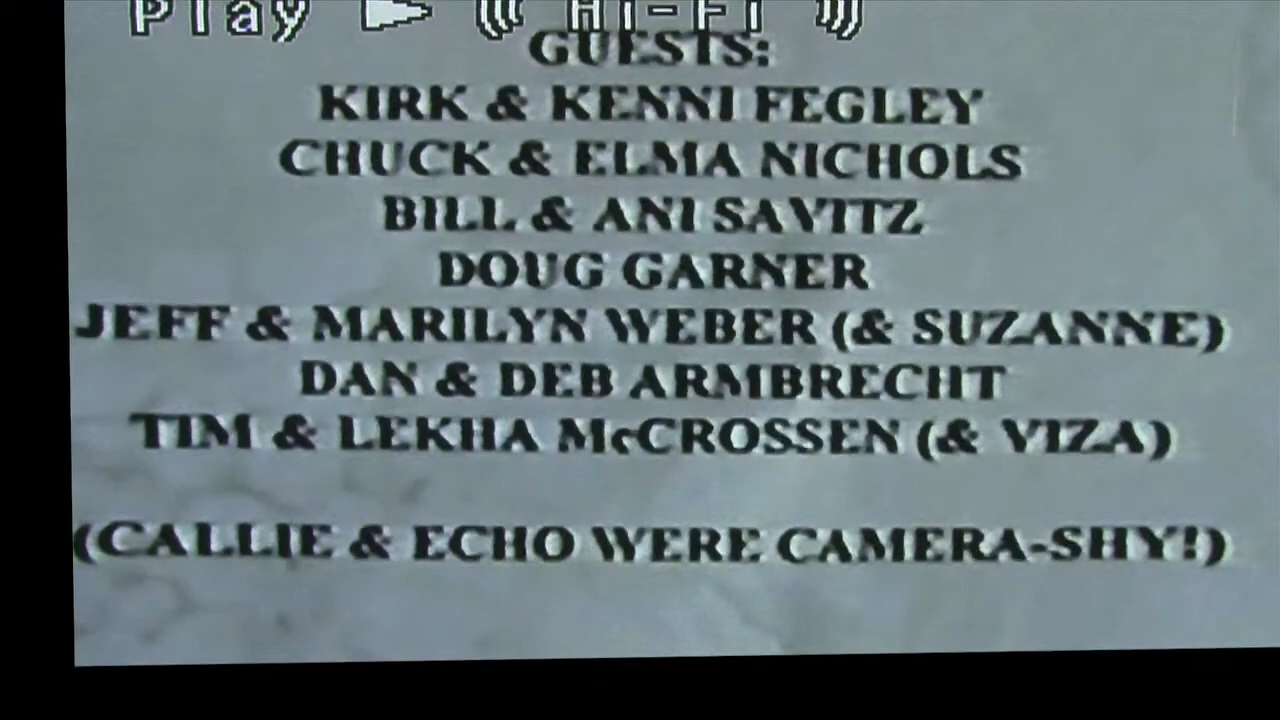 Play ▶ Hi-Fi
GUESTS:
KIRK & KENNI FEGLEY
CHUCK & ELMA NICHOLS
BILL & ANI SAVITZ
DOUG GARNER
JEFF & MARILYN WEBER (& SUZANNE)
DAN & DEB ARMBRECHT
TIM & LEKHA McCROSSEN (& VIZA)
(CALLIE & ECHO WERE CAMERA-SHY!)